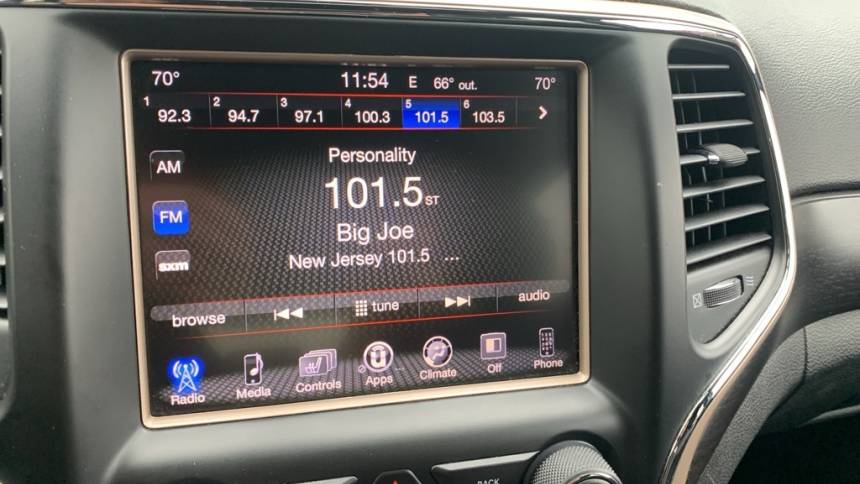 70° 11:54 E 66° out. 70°
1 92.3 2 94.7 3 97.1 4 100.3 5 101.5 6 103.5
AM
Personality
101.5 ST
FM
Big Joe
New Jersey 101.5 ...
sxm
browse tune audio
Radio Media Controls Apps Climate Off Phone
BACK